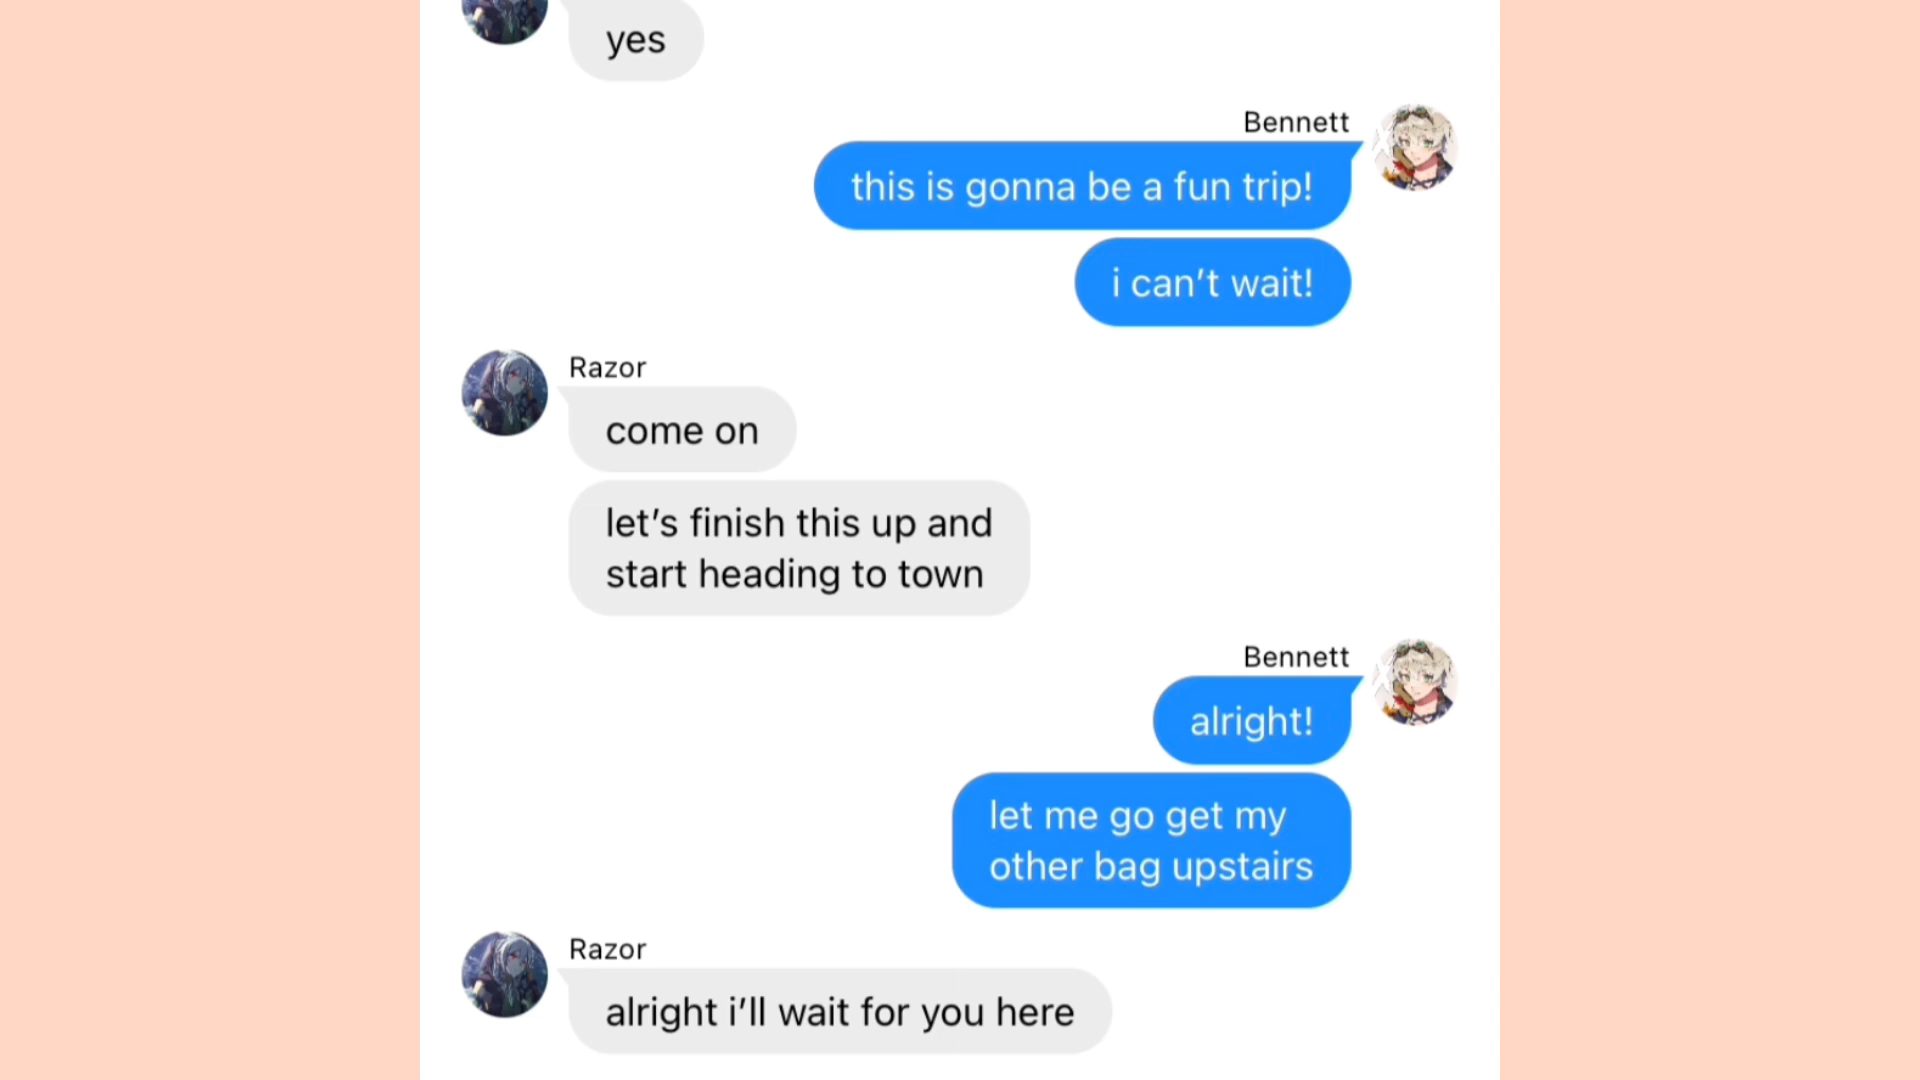 yes
Bennett
this is gonna be a fun trip!
i can't wait!
Razor
come on
let's finish this up and
start heading to town
Bennett
alright!
let me go get my
other bag upstairs
Razor
alright i'll wait for you here